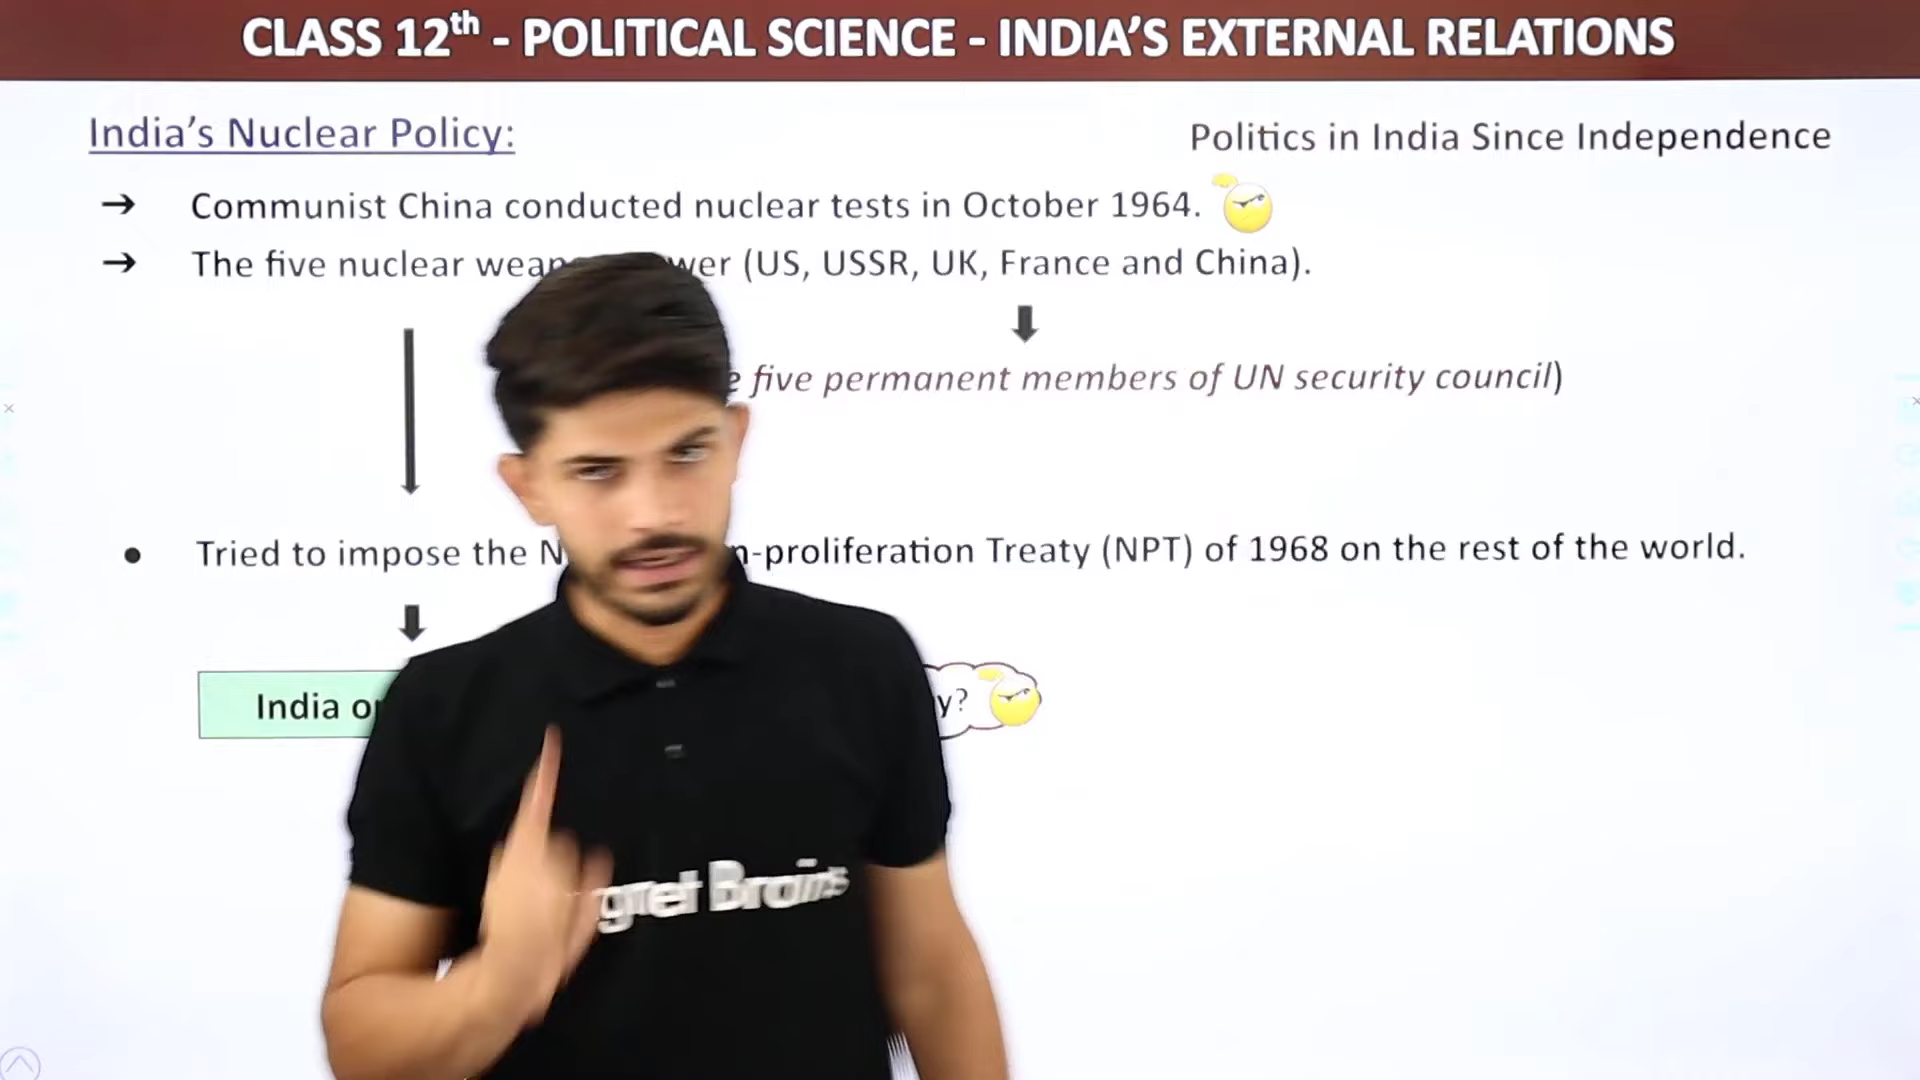 CLASS 12th - POLITICAL SCIENCE - INDIA’S EXTERNAL RELATIONS
India’s Nuclear Policy:
Politics in India Since Independence
→ Communist China conducted nuclear tests in October 1964.
→ The five nuclear (US, USSR, UK, France and China).
five permanent members of UN security council)
● Tried to impose the -proliferation Treaty (NPT) of 1968 on the rest of the world.
India
y?
Brains